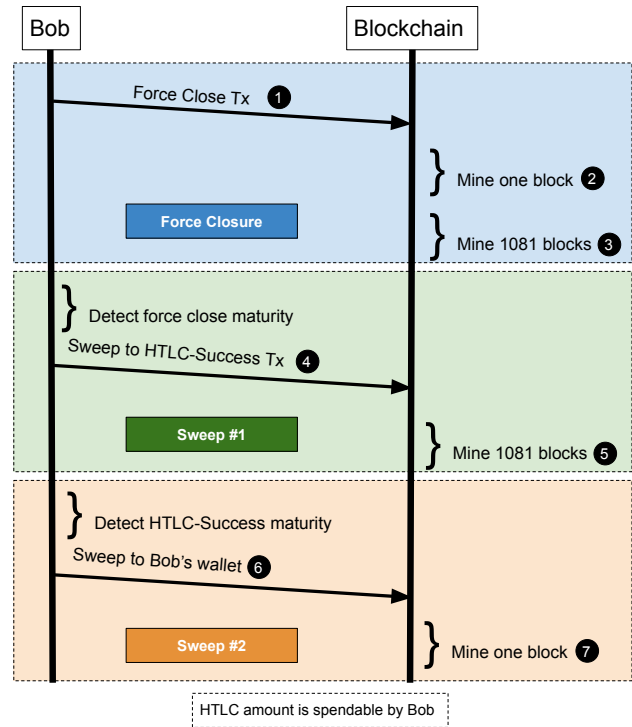 Bob
Blockchain
Force Close Tx 1
Mine one block 2
Force Closure
Mine 1081 blocks 3
Detect force close maturity
Sweep to HTLC-Success Tx 4
Sweep #1
Mine 1081 blocks 5
Detect HTLC-Success maturity
Sweep to Bob's wallet 6
Sweep #2
Mine one block 7
HTLC amount is spendable by Bob